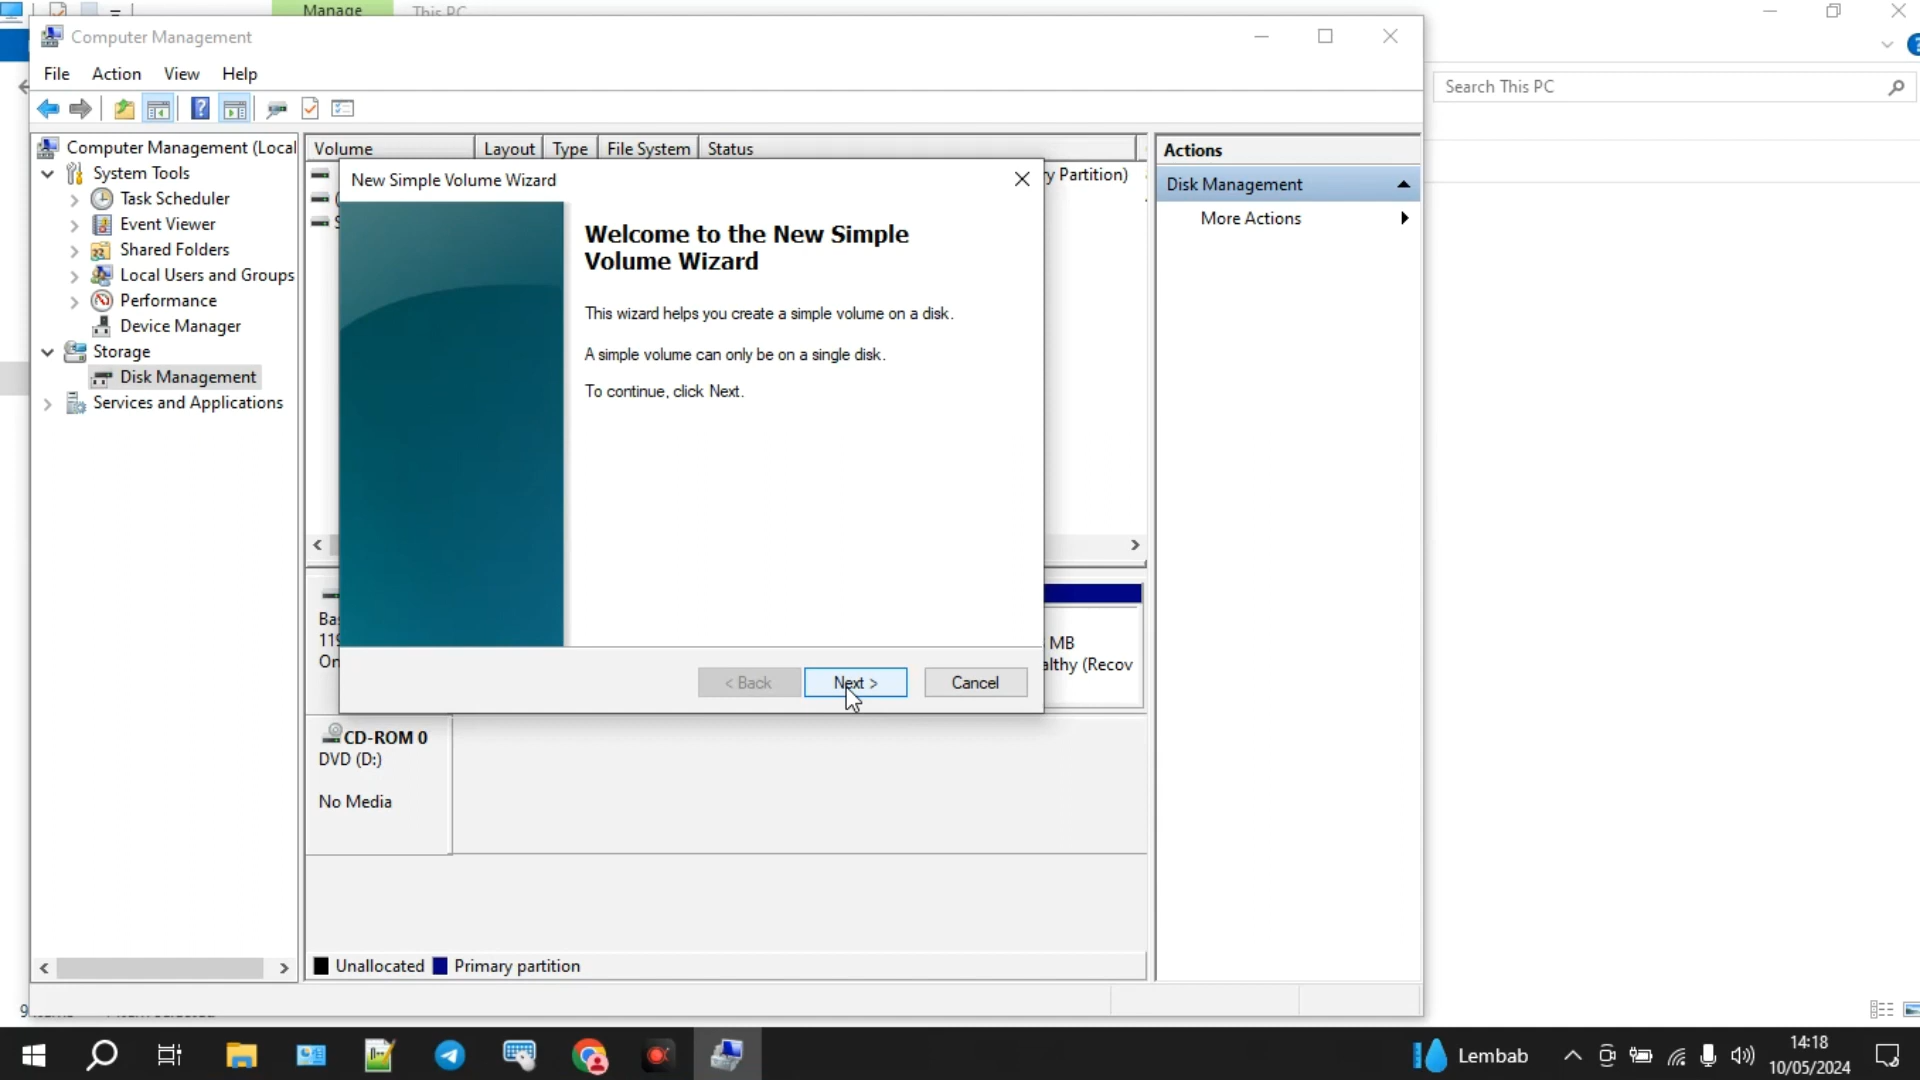 Manage
This PC
Computer Management
File Action View Help
Search This PC
Computer Management (Local
System Tools
Task Scheduler
Event Viewer
Shared Folders
Local Users and Groups
Performance
Device Manager
Storage
Disk Management
Services and Applications
Volume Layout Type File System Status
y Partition)
New Simple Volume Wizard
Welcome to the New Simple
Volume Wizard
This wizard helps you create a simple volume on a disk.
A simple volume can only be on a single disk.
To continue, click Next.
< Back Next > Cancel
Bas
119
On
MB
althy (Recov
CD-ROM 0
DVD (D:)
No Media
Unallocated Primary partition
Actions
Disk Management
More Actions
Lembab
14:18
10/05/2024